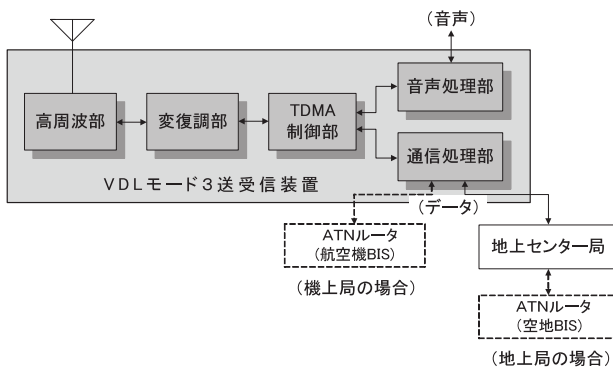 (音声)
高周波部
変復調部
TDMA
制御部
音声処理部
通信処理部
VDLモード3送受信装置
(データ)
ATNルータ
(航空機BIS)
(機上局の場合)
地上センター局
ATNルータ
(空地BIS)
(地上局の場合)